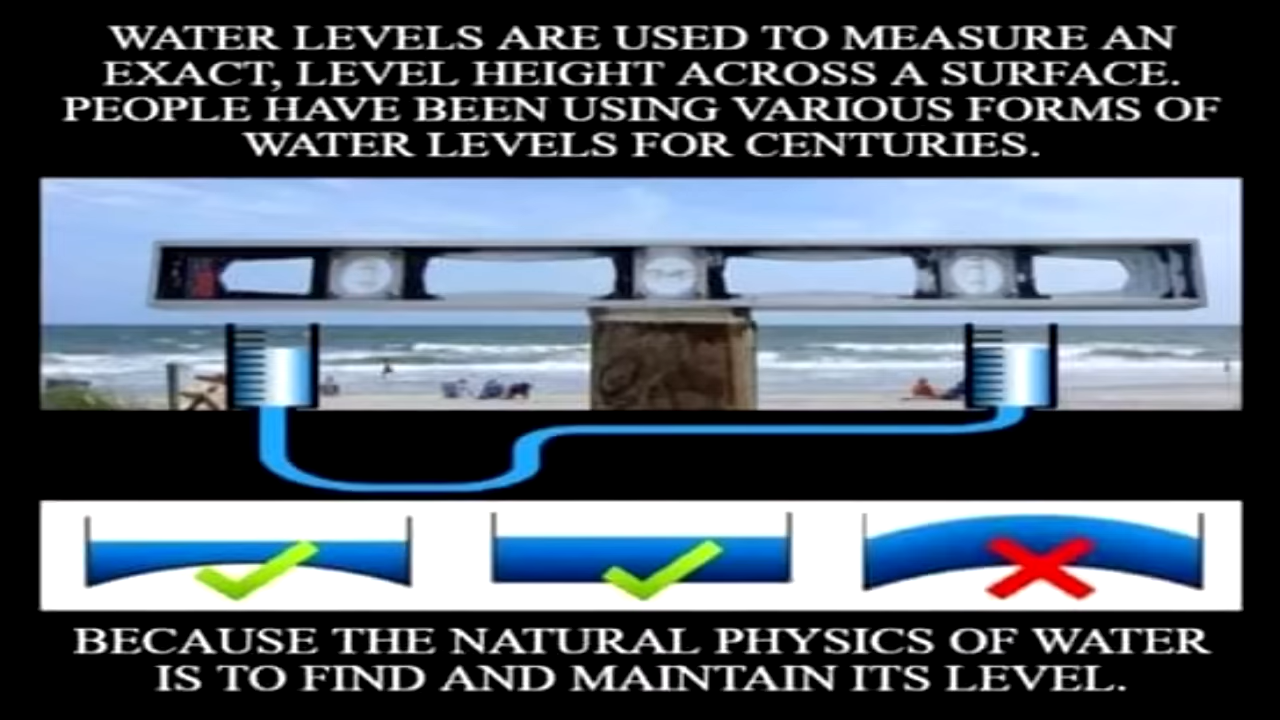 WATER LEVELS ARE USED TO MEASURE AN
EXACT, LEVEL HEIGHT ACROSS A SURFACE.
PEOPLE HAVE BEEN USING VARIOUS FORMS OF
WATER LEVELS FOR CENTURIES.
BECAUSE THE NATURAL PHYSICS OF WATER
IS TO FIND AND MAINTAIN ITS LEVEL.